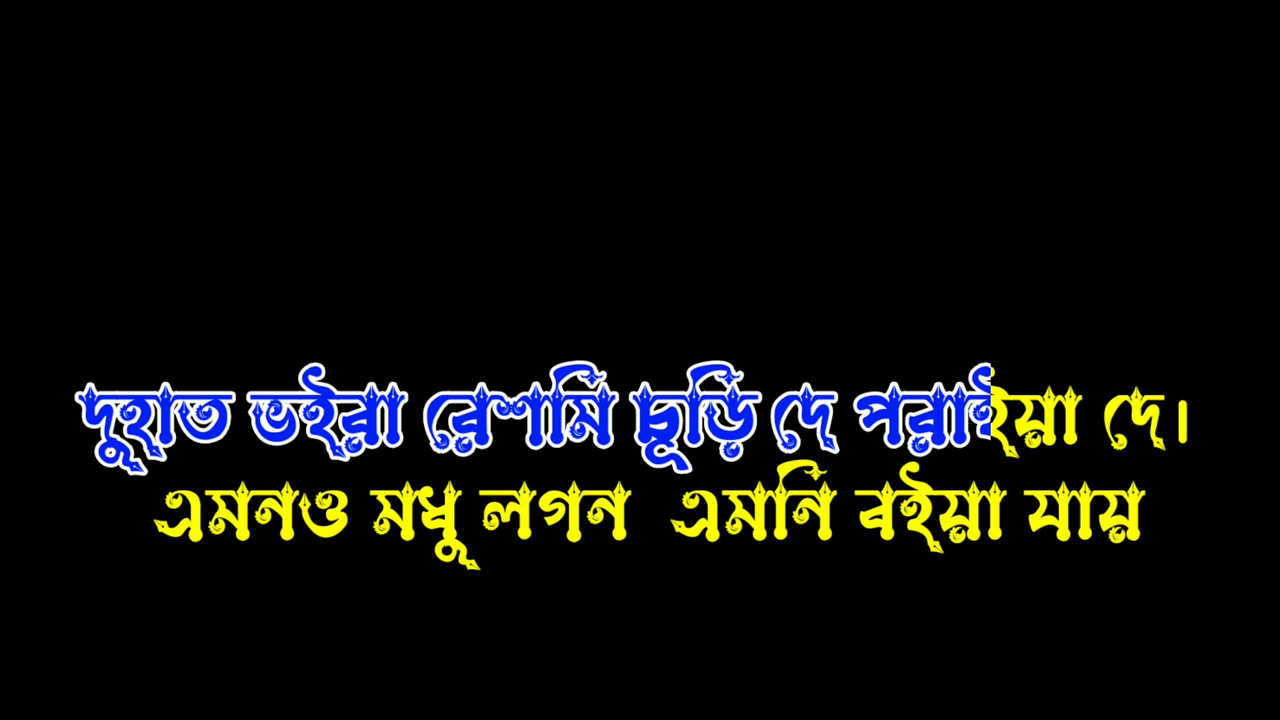 দুহাত ভইরা রেশমি চূড়ি দে পরাইয়া দে।
এমনও মধু লগন এমনি বইয়া যায়